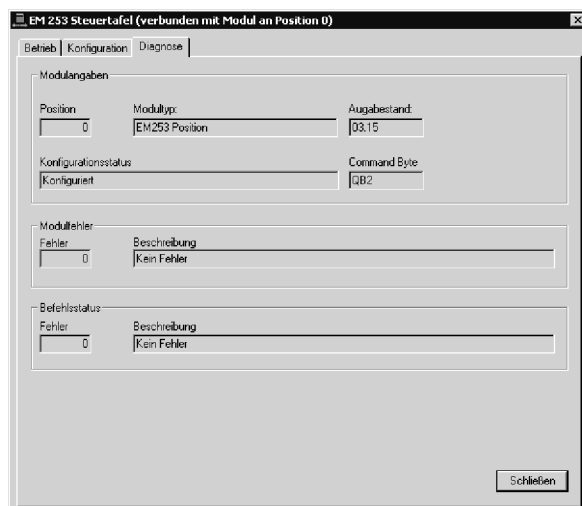 EM 253 Steuertafel (verbunden mit Modul an Position 0)
Betrieb Konfiguration Diagnose
Modulangaben
Position Modultyp: Augabestand:
0 EM253 Position 03.15
Konfigurationsstatus Command Byte
Konfiguriert QB2
Modulfehler
Fehler Beschreibung
0 Kein Fehler
Befehlsstatus
Fehler Beschreibung
0 Kein Fehler
Schließen